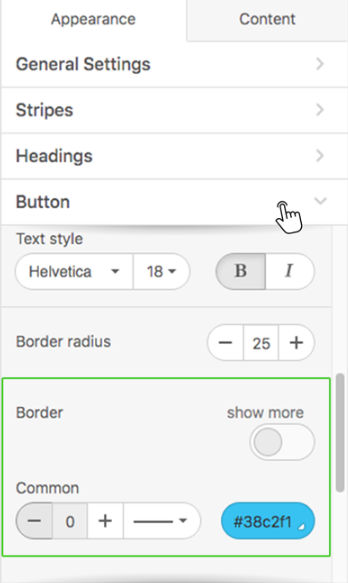 Appearance Content
General Settings
Stripes
Headings
Button
Text style
Helvetica 18 B I
Border radius
− 25 +
Border show more
Common
− 0 + #38c2f1